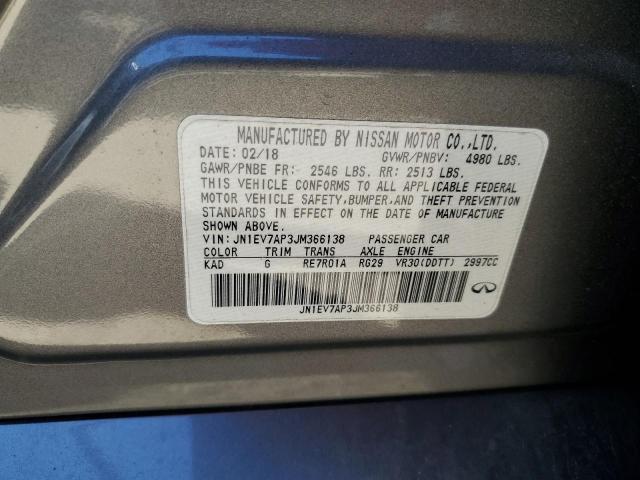 MANUFACTURED BY NISSAN MOTOR CO.,LTD.
DATE: 02/18 GVWR/PNBV: 4980 LBS.
GAWR/PNBE FR: 2546 LBS. RR: 2513 LBS.
THIS VEHICLE CONFORMS TO ALL APPLICABLE FEDERAL
MOTOR VEHICLE SAFETY, BUMPER, AND THEFT PREVENTION
STANDARDS IN EFFECT ON THE DATE OF MANUFACTURE
SHOWN ABOVE.
VIN: JN1EV7AP3JM366138 PASSENGER CAR
COLOR TRIM TRANS AXLE ENGINE
KAD G RE7R01A RG29 VR30(DDTT) 2997CC
JN1EV7AP3JM366138